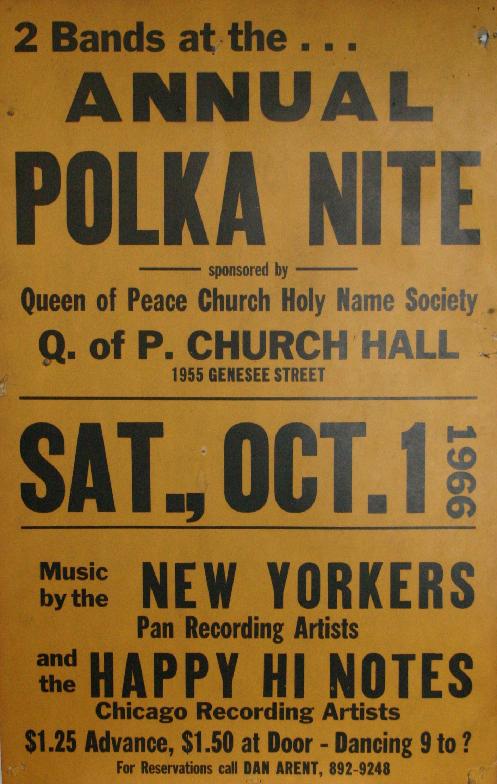 2 Bands at the . . .
ANNUAL
POLKA NITE
sponsored by
Queen of Peace Church Holy Name Society
Q. of P. CHURCH HALL
1955 GENESEE STREET
SAT., OCT. 1 1966
Music by the NEW YORKERS
Pan Recording Artists
and the HAPPY HI NOTES
Chicago Recording Artists
$1.25 Advance, $1.50 at Door - Dancing 9 to ?
For Reservations call DAN ARENT, 892-9248